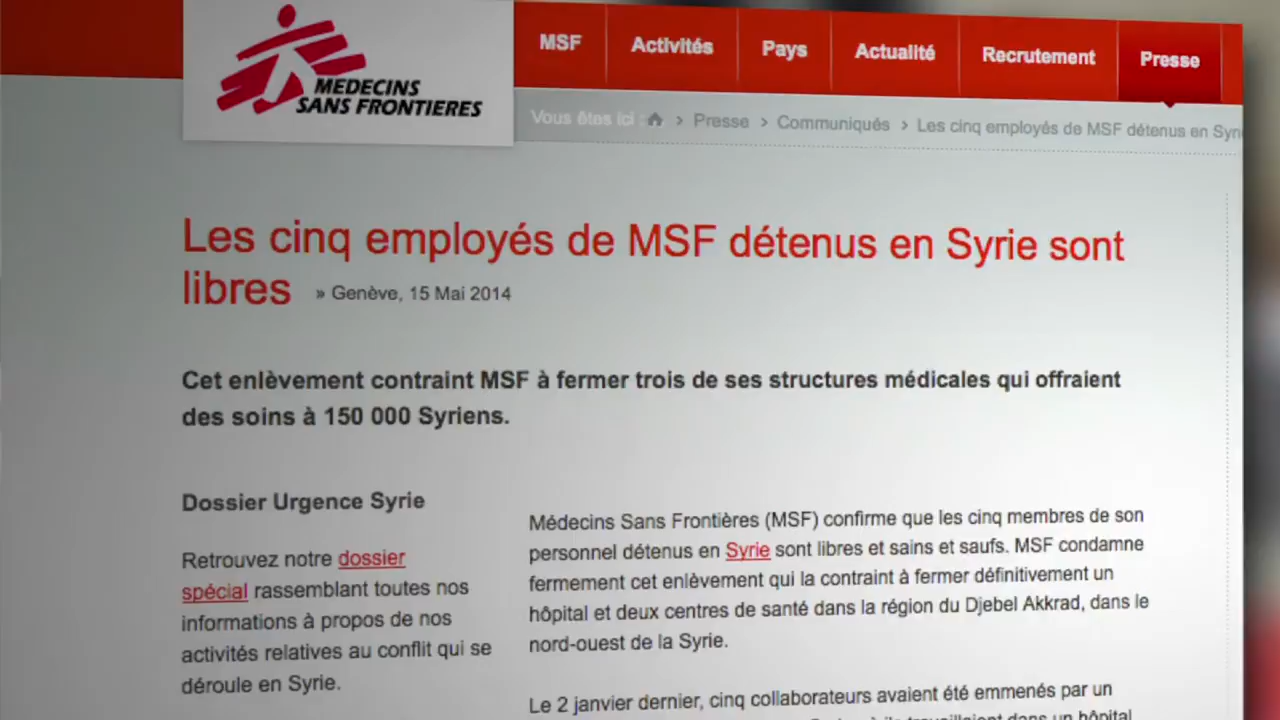 MEDECINS
SANS FRONTIERES
MSF Activités Pays Actualité Recrutement Presse
Vous êtes ici : > Presse > Communiqués > Les cinq employés de MSF détenus en Syri
Les cinq employés de MSF détenus en Syrie sont
libres » Genève, 15 Mai 2014
Cet enlèvement contraint MSF à fermer trois de ses structures médicales qui offraient
des soins à 150 000 Syriens.
Dossier Urgence Syrie
Retrouvez notre dossier
spécial rassemblant toutes nos
informations à propos de nos
activités relatives au conflit qui se
déroule en Syrie.
Médecins Sans Frontières (MSF) confirme que les cinq membres de son
personnel détenus en Syrie sont libres et sains et saufs. MSF condamne
fermement cet enlèvement qui la contraint à fermer définitivement un
hôpital et deux centres de santé dans la région du Djebel Akkrad, dans le
nord-ouest de la Syrie.
Le 2 janvier dernier, cinq collaborateurs avaient été emmenés par un